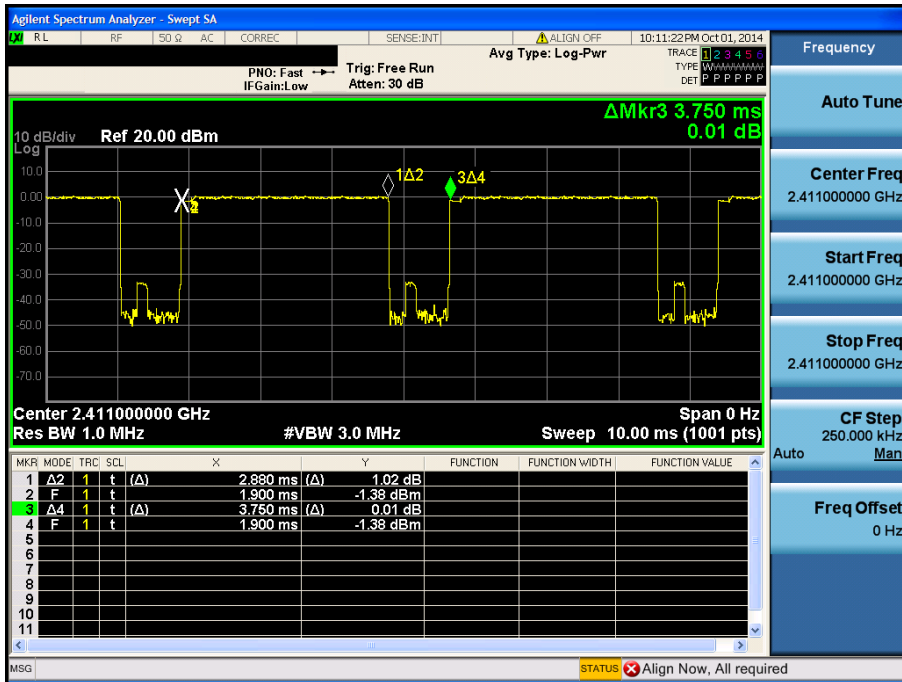 Agilent Spectrum Analyzer - Swept SA
LXI RL RF 50 Ω AC CORREC SENSE:INT ALIGN OFF 10:11:22 PM Oct 01, 2014
Avg Type: Log-Pwr
TRACE 1 2 3 4 5 6
TYPE W
DET P P P P P P
PNO: Fast
IFGain:Low
Trig: Free Run
Atten: 30 dB
Frequency
Auto Tune
Center Freq
2.411000000 GHz
Start Freq
2.411000000 GHz
Stop Freq
2.411000000 GHz
CF Step
250.000 kHz
Auto Man
Freq Offset
0 Hz
ΔMkr3 3.750 ms
0.01 dB
10 dB/div Ref 20.00 dBm
Log
10.0
0.00
-10.0
-20.0
-30.0
-40.0
-50.0
-60.0
-70.0
1Δ2
3Δ4
Center 2.411000000 GHz Span 0 Hz
Res BW 1.0 MHz #VBW 3.0 MHz Sweep 10.00 ms (1001 pts)
MKR MODE TRC SCL X Y FUNCTION FUNCTION WIDTH FUNCTION VALUE
1 Δ2 1 t (Δ) 2.880 ms (Δ) 1.02 dB
2 F 1 t 1.900 ms -1.38 dBm
3 Δ4 1 t (Δ) 3.750 ms (Δ) 0.01 dB
4 F 1 t 1.900 ms -1.38 dBm
5
6
7
8
9
10
11
MSG STATUS Align Now, All required